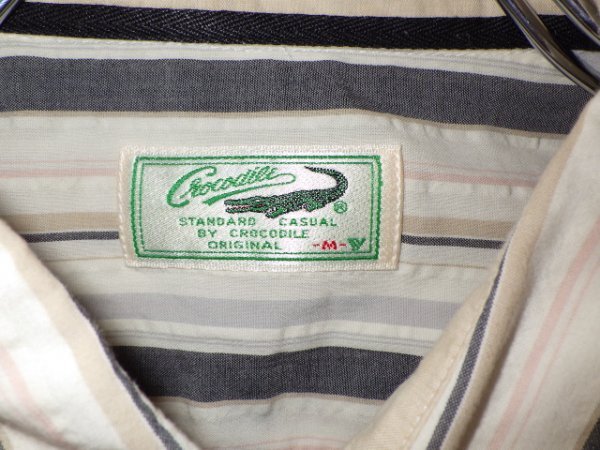 Crocodile
®
STANDARD CASUAL
BY CROCODILE
ORIGINAL -M-